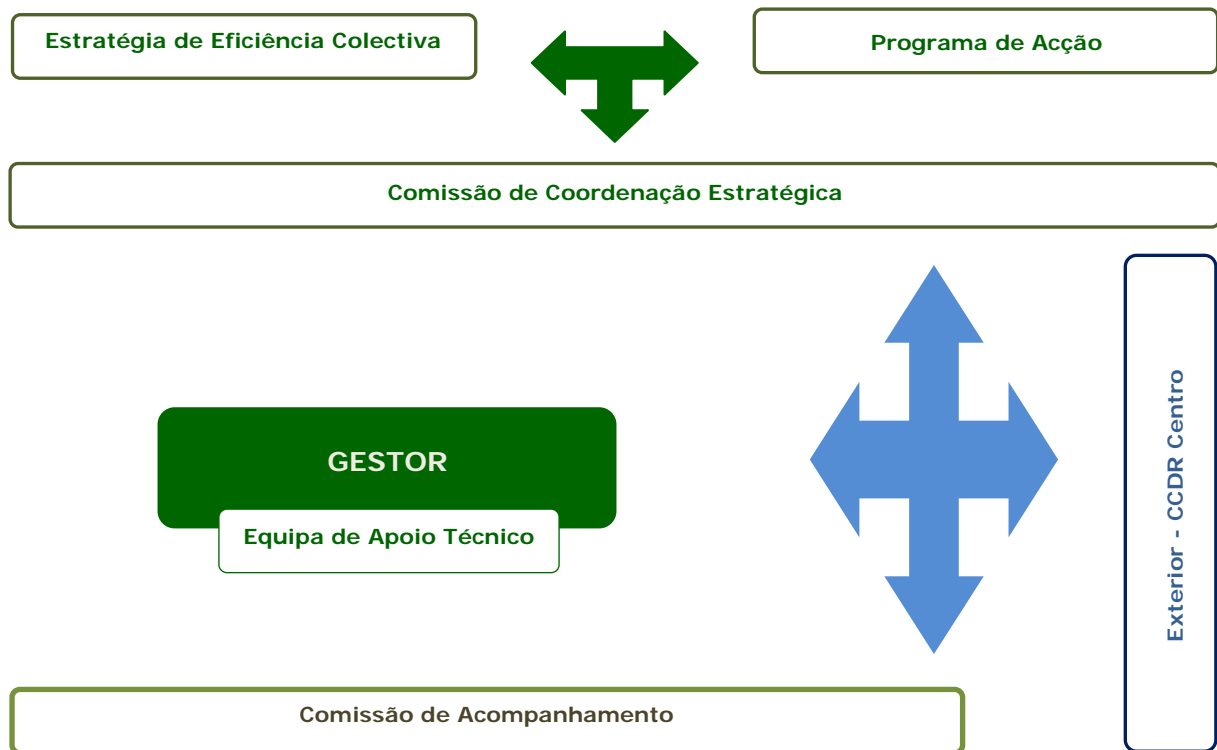 Estratégia de Eficiência Colectiva
Programa de Acção
Comissão de Coordenação Estratégica
GESTOR
Equipa de Apoio Técnico
Exterior - CCDR Centro
Comissão de Acompanhamento